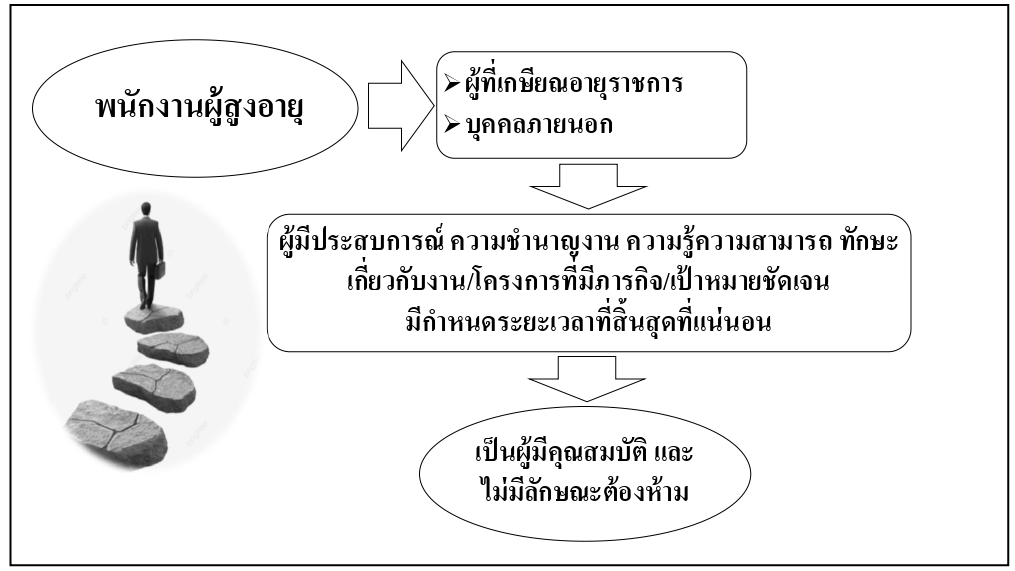 พนักงานผู้สูงอายุ
➢ ผู้ที่เกษียณอายุราชการ
➢ บุคคลภายนอก
ผู้มีประสบการณ์ ความชำนาญงาน ความรู้ความสามารถ ทักษะ
เกี่ยวกับงาน/โครงการที่มีภารกิจ/เป้าหมายชัดเจน
มีกำหนดระยะเวลาที่สิ้นสุดที่แน่นอน
เป็นผู้มีคุณสมบัติ และ
ไม่มีลักษณะต้องห้าม